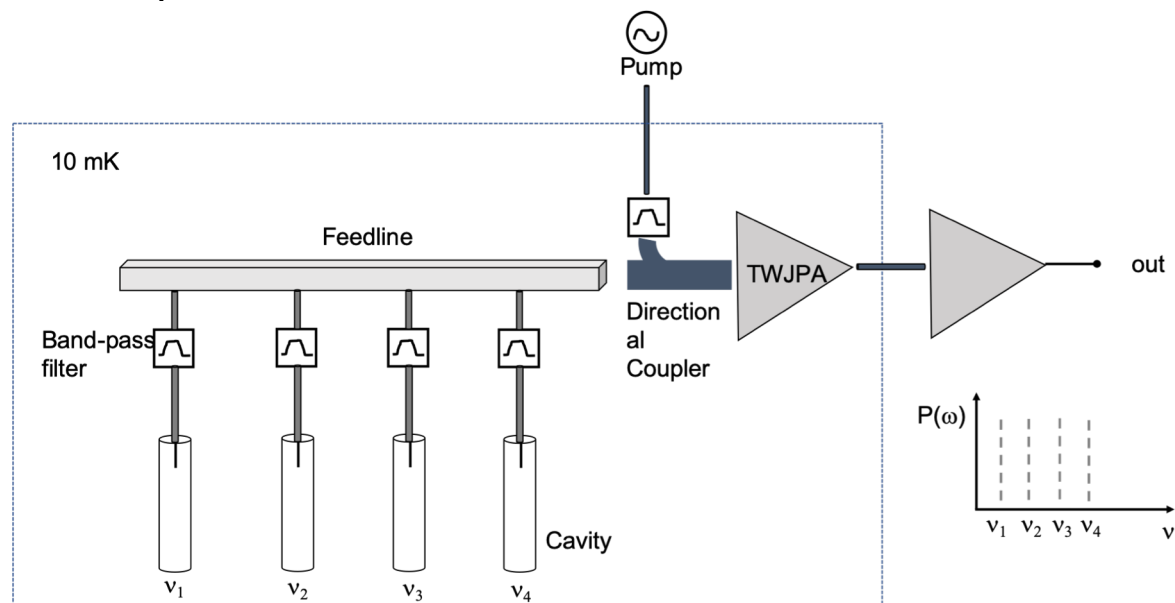 Pump
10 mK
Feedline
TWJPA
out
Direction
al
Coupler
Band-pass
filter
P(ω)
ν1 ν2 ν3 ν4 ν
Cavity
ν1 ν2 ν3 ν4